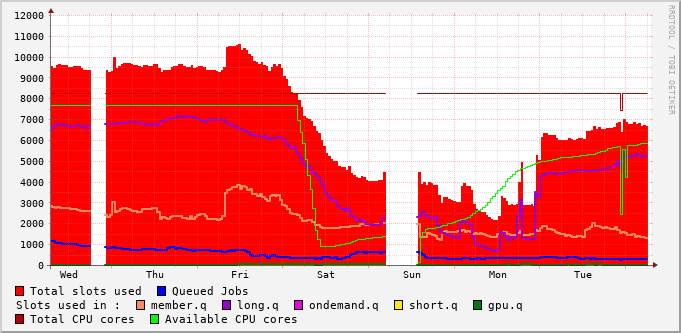 12000
11000
10000
9000
8000
7000
6000
5000
4000
3000
2000
1000
0
Wed Thu Fri Sat Sun Mon Tue
Total slots used Queued Jobs
Slots used in : member.q long.q ondemand.q short.q gpu.q
Total CPU cores Available CPU cores
RRDTOOL / TOBI OETIKER